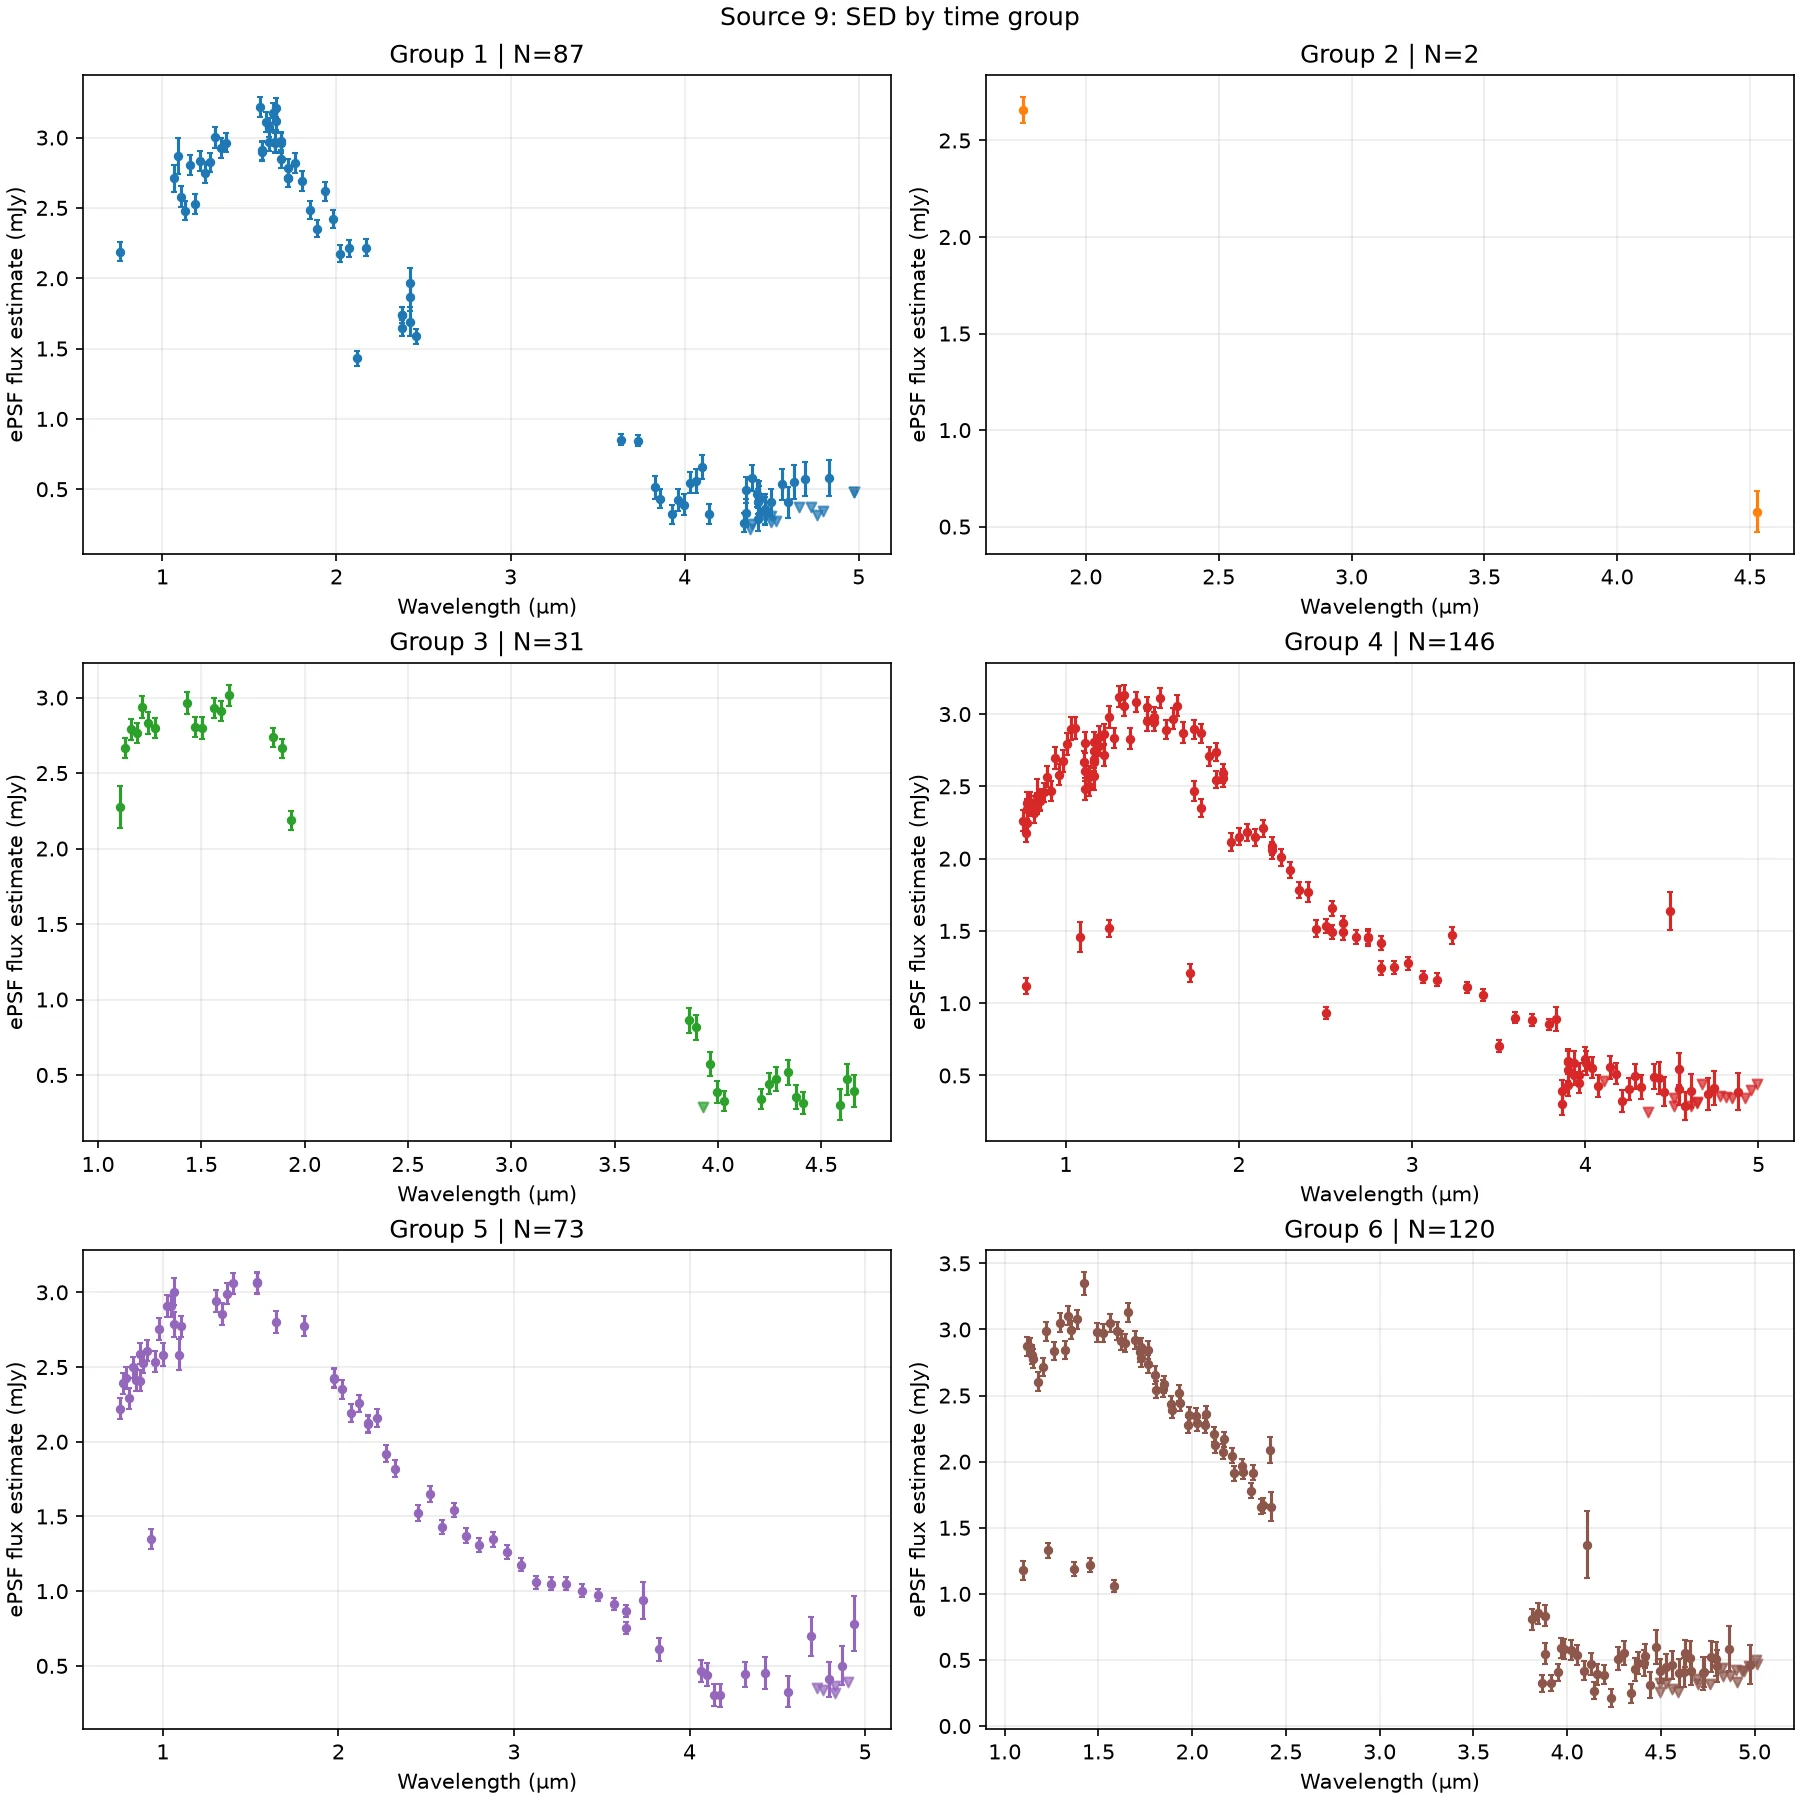 Source 9: SED by time group
Group 1 | N=87
ePSF flux estimate (mJy)
3.0
2.5
2.0
1.5
1.0
0.5
1 2 3 4 5
Wavelength (μm)
Group 2 | N=2
ePSF flux estimate (mJy)
2.5
2.0
1.5
1.0
0.5
2.0 2.5 3.0 3.5 4.0 4.5
Wavelength (μm)
Group 3 | N=31
ePSF flux estimate (mJy)
3.0
2.5
2.0
1.5
1.0
0.5
1.0 1.5 2.0 2.5 3.0 3.5 4.0 4.5
Wavelength (μm)
Group 4 | N=146
ePSF flux estimate (mJy)
3.0
2.5
2.0
1.5
1.0
0.5
1 2 3 4 5
Wavelength (μm)
Group 5 | N=73
ePSF flux estimate (mJy)
3.0
2.5
2.0
1.5
1.0
0.5
1 2 3 4 5
Wavelength (μm)
Group 6 | N=120
ePSF flux estimate (mJy)
3.5
3.0
2.5
2.0
1.5
1.0
0.5
0.0
1.0 1.5 2.0 2.5 3.0 3.5 4.0 4.5 5.0
Wavelength (μm)